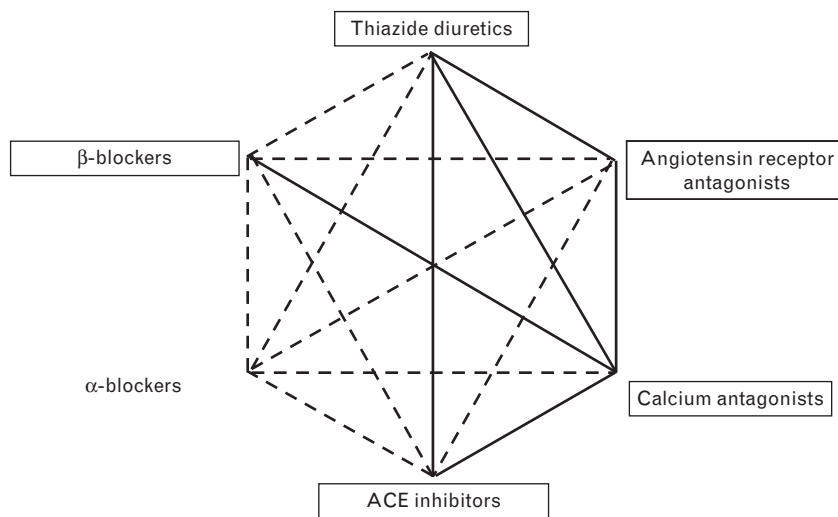 Thiazide diuretics
β-blockers
Angiotensin receptor
antagonists
α-blockers
Calcium antagonists
ACE inhibitors